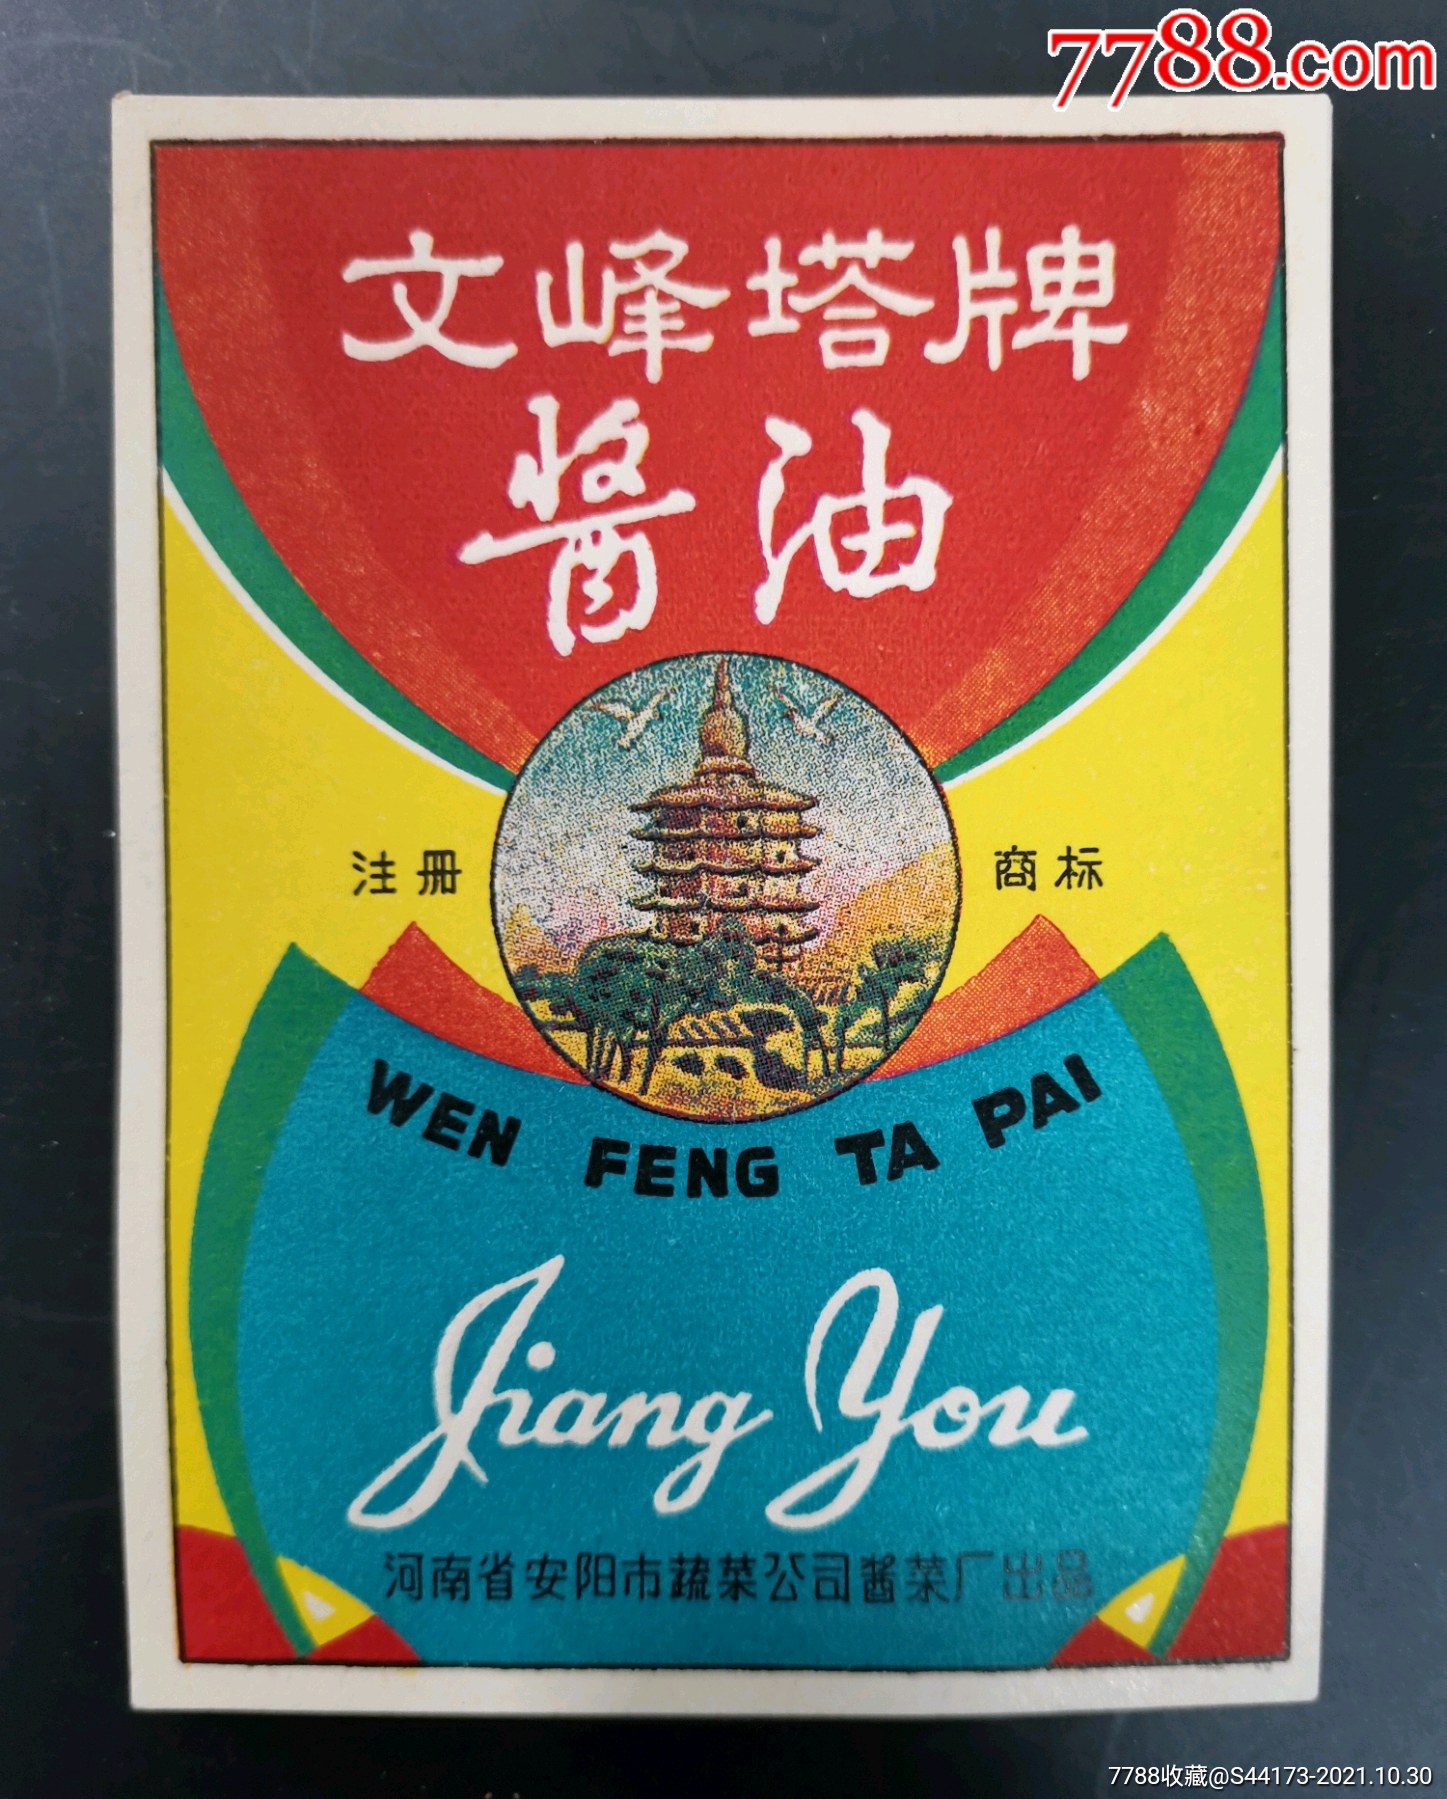 7788.com
文峰塔牌
酱油
注册 商标
WEN FENG TA PAI
Jiang You
河南省安阳市蔬菜公司酱菜厂出品
7788收藏@S44173-2021.10.30